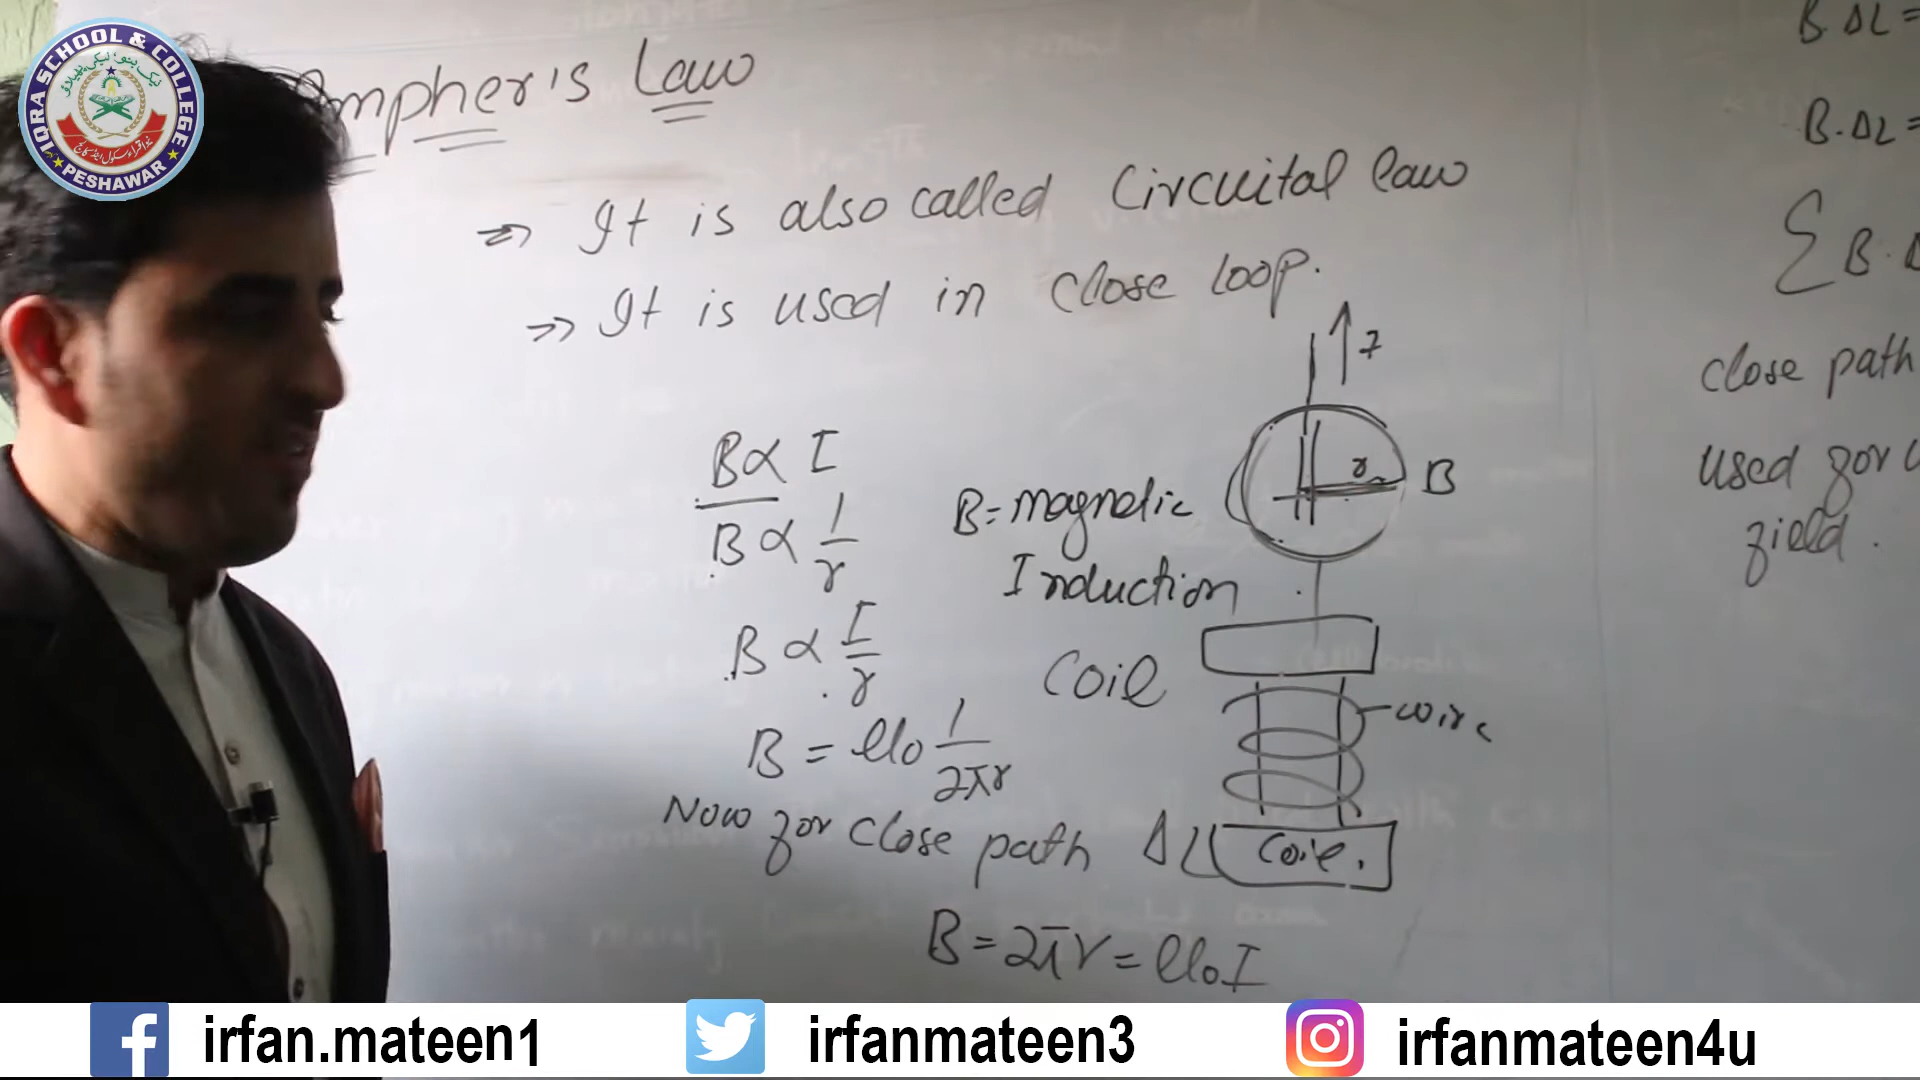 IQRA SCHOOL & COLLEGE
PESHAWAR
mpher's Law
⇒ It is also called Circuital law
⇒ It is used in close loop.
I
B ∝ I
B ∝ 1/r
B = magnetic
Induction
r
B
B ∝ I/r
Coil
wire
B = μo 1/2πr
Now for close path ΔL
Coil.
B = 2πr = μoI
B.ΔL =
B.ΔL =
Σ B.Δ
close path
used for u
field.
irfan.mateen1
irfanmateen3
irfanmateen4u